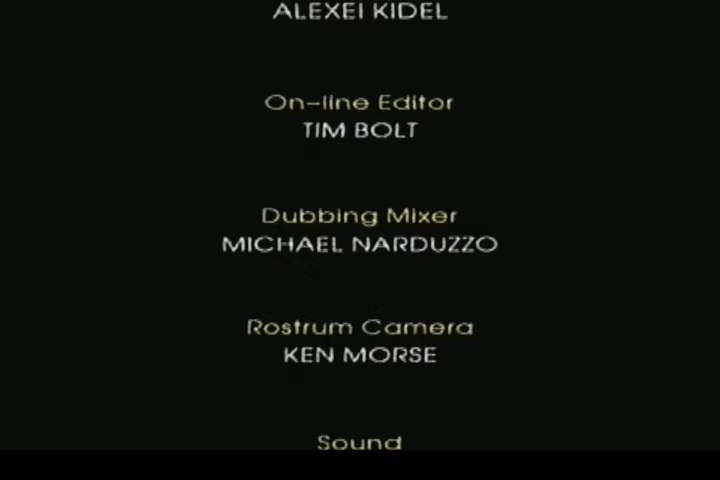 ALEXEI KIDEL
On-line Editor
TIM BOLT
Dubbing Mixer
MICHAEL NARDUZZO
Rostrum Camera
KEN MORSE
Sound